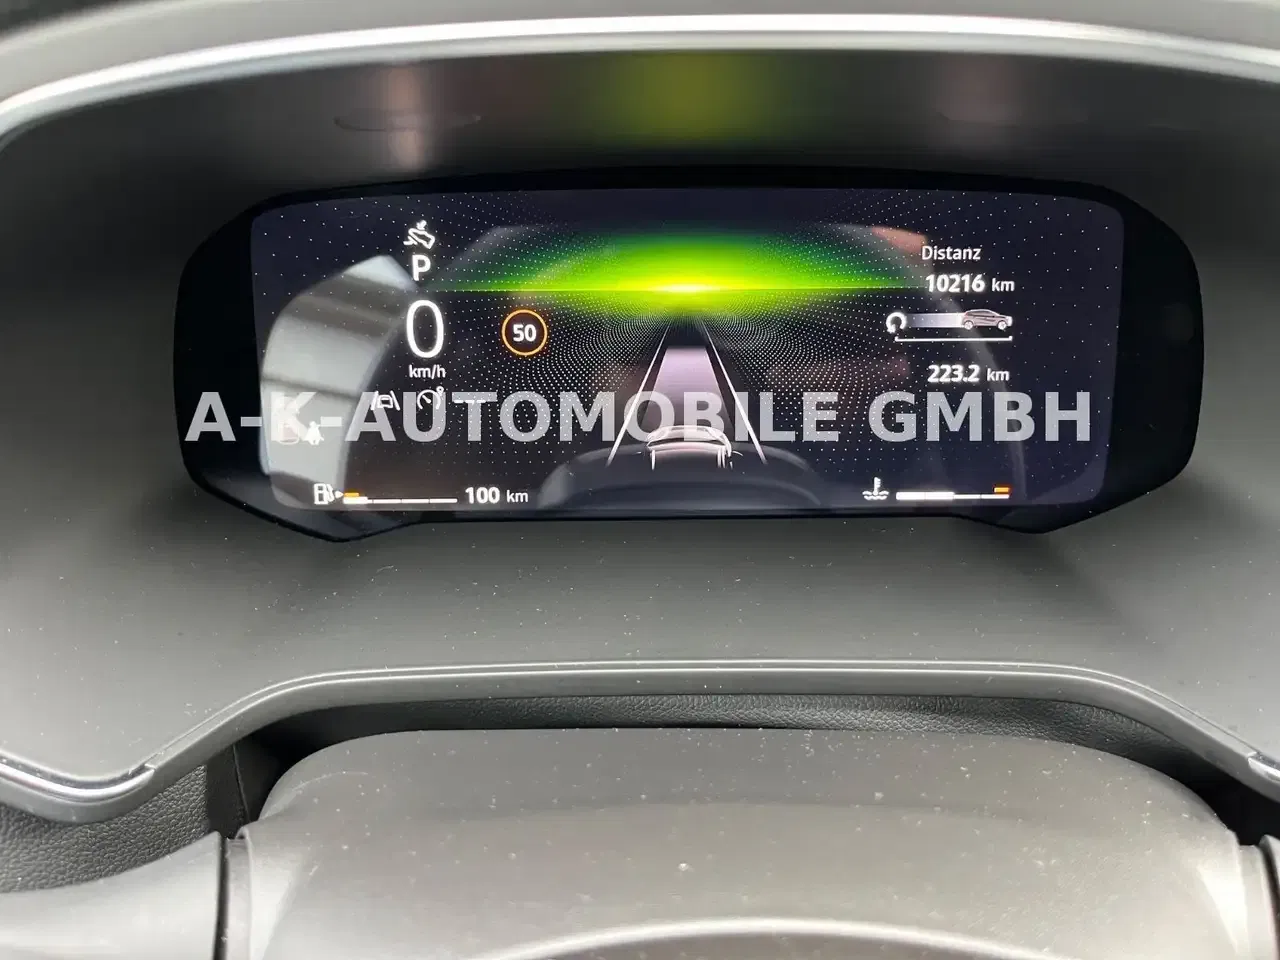 P
0
km/h
50
Distanz
10216 km
223.2 km
A-K-AUTOMOBILE GMBH
100 km